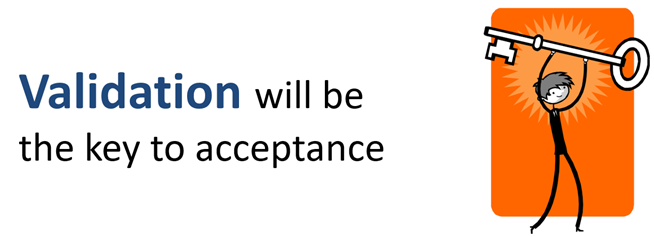 Validation will be
the key to acceptance